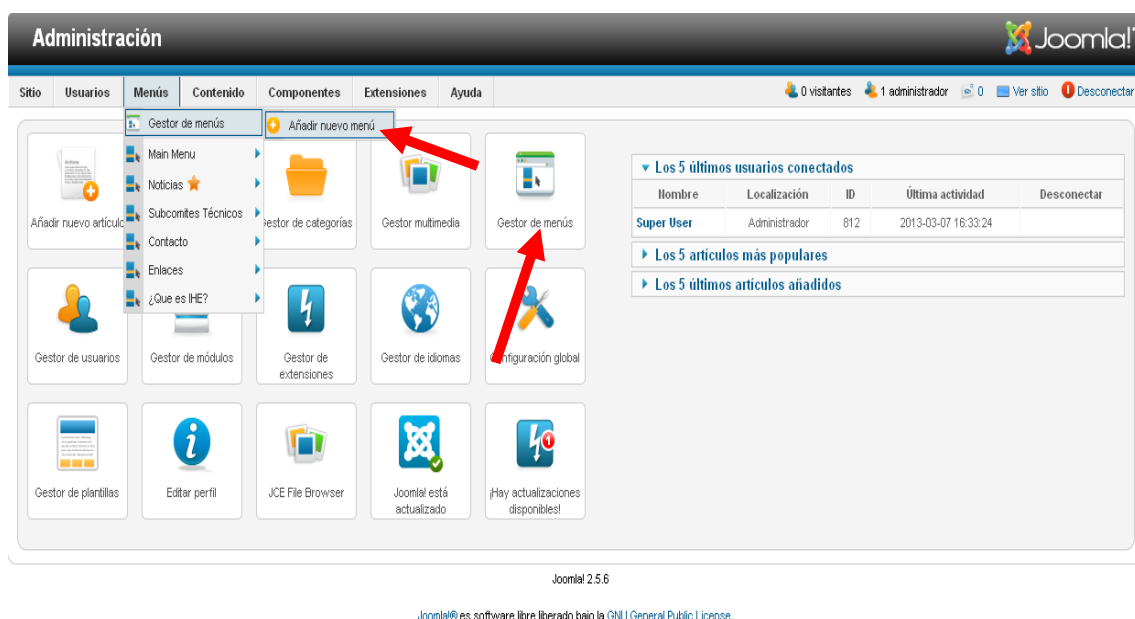 Administración
Joomla!
Sitio Usuarios Menús Contenido Componentes Extensiones Ayuda
0 visitantes 1 administrador 0 Ver sitio Desconectar
Gestor de menús
Añadir nuevo menú
Main Menu
Noticias
Subcomites Técnicos
Contacto
Enlaces
¿Que es IHE?
Añadir nuevo artículo
Gestor de categorías
Gestor multimedia
Gestor de menús
Gestor de usuarios
Gestor de módulos
Gestor de
extensiones
Gestor de idiomas
Configuración global
Gestor de plantillas
Editar perfil
JCE File Browser
Joomla! está
actualizado
1
¡Hay actualizaciones
disponibles!
Los 5 últimos usuarios conectados
Nombre Localización ID Última actividad Desconectar
Super User Administrador 812 2013-03-07 16:33:24
Los 5 artículos más populares
Los 5 últimos artículos añadidos
Joomla! 2.5.6
Joomla!® es software libre liberado bajo la GNU General Public License.